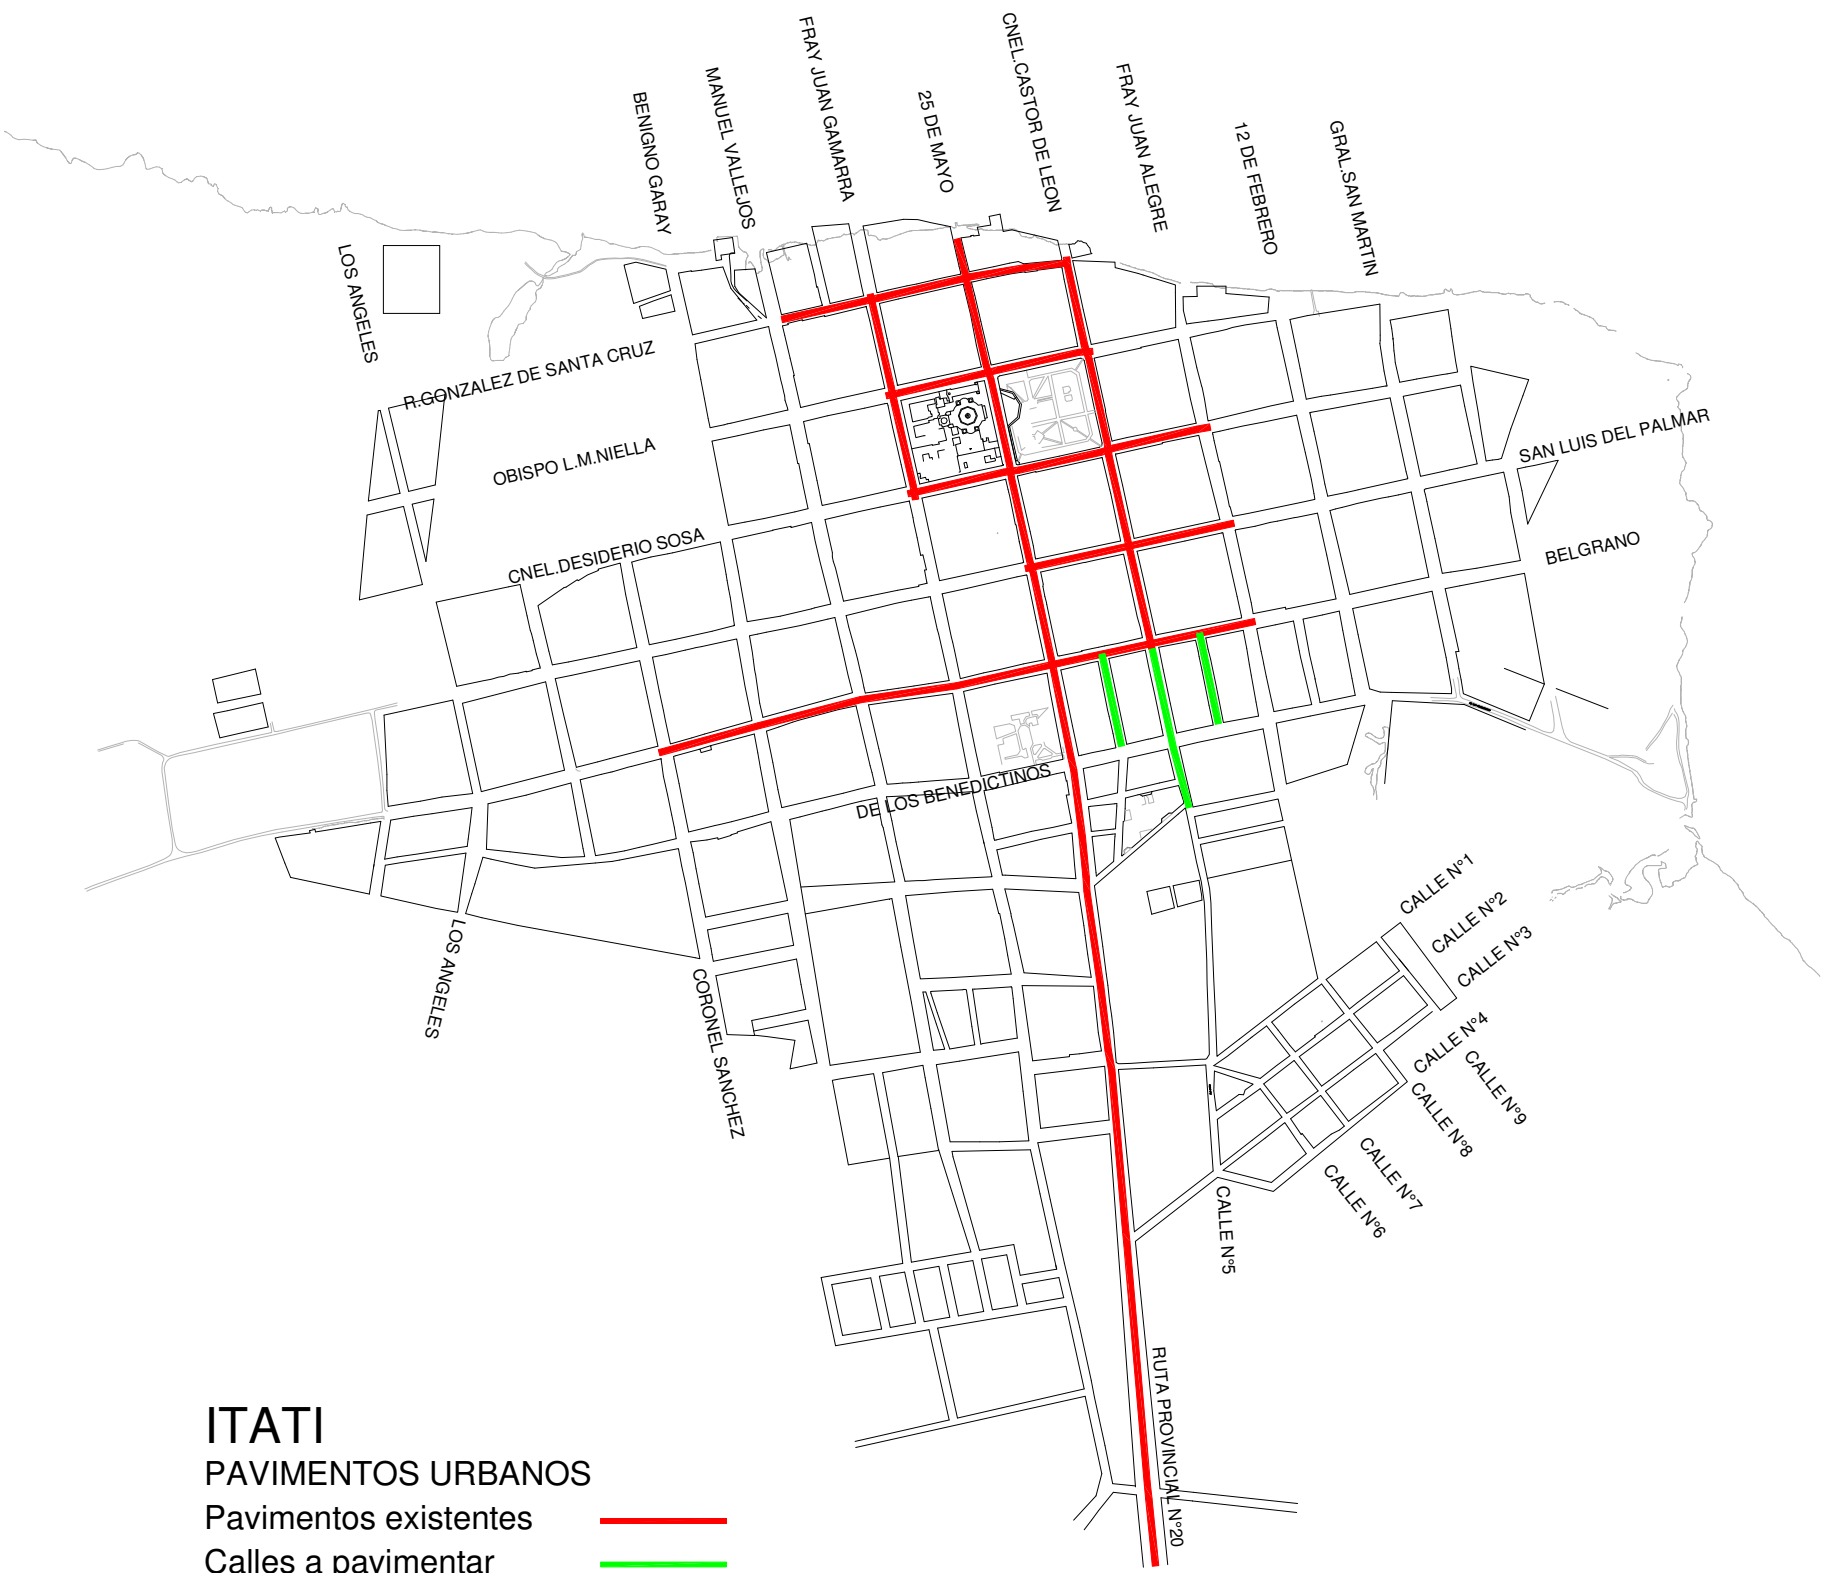 BENIGNO GARAY
MANUEL VALLEJOS
FRAY JUAN GAMARRA
25 DE MAYO
CNEL.CASTOR DE LEON
FRAY JUAN ALEGRE
12 DE FEBRERO
GRAL.SAN MARTIN
LOS ANGELES
R.GONZALEZ DE SANTA CRUZ
OBISPO L.M.NIELLA
CNEL.DESIDERIO SOSA
SAN LUIS DEL PALMAR
BELGRANO
DE LOS BENEDICTINOS
LOS ANGELES
CORONEL SANCHEZ
CALLE N°1
CALLE N°2
CALLE N°3
CALLE N°4
CALLE N°9
CALLE N°8
CALLE N°7
CALLE N°6
CALLE N°5
RUTA PROVINCIAL N°20
ITATI
PAVIMENTOS URBANOS
Pavimentos existentes
Calles a pavimentar